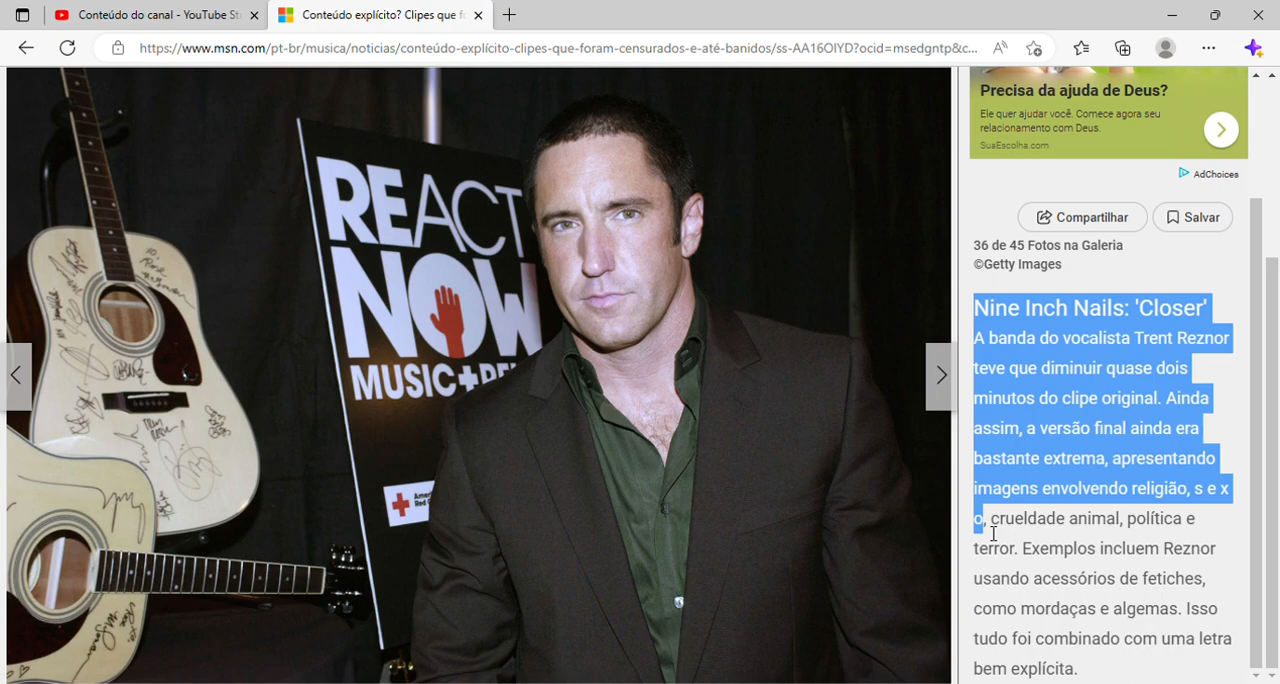 Conteúdo do canal - YouTube St
Conteúdo explícito? Clipes que f
https://www.msn.com/pt-br/musica/noticias/conteúdo-explícito-clipes-que-foram-censurados-e-até-banidos/ss-AA16OIYD?ocid=msedgntp&c...
REACT
NOW
MUSIC+REL
Ameri
Red C
Precisa da ajuda de Deus?
Ele quer ajudar você. Comece agora seu
relacionamento com Deus.
SuaEscolha.com
AdChoices
Compartilhar
Salvar
36 de 45 Fotos na Galeria
©Getty Images
Nine Inch Nails: 'Closer'
A banda do vocalista Trent Reznor
teve que diminuir quase dois
minutos do clipe original. Ainda
assim, a versão final ainda era
bastante extrema, apresentando
imagens envolvendo religião, s e x
o, crueldade animal, política e
terror. Exemplos incluem Reznor
usando acessórios de fetiches,
como mordaças e algemas. Isso
tudo foi combinado com uma letra
bem explícita.